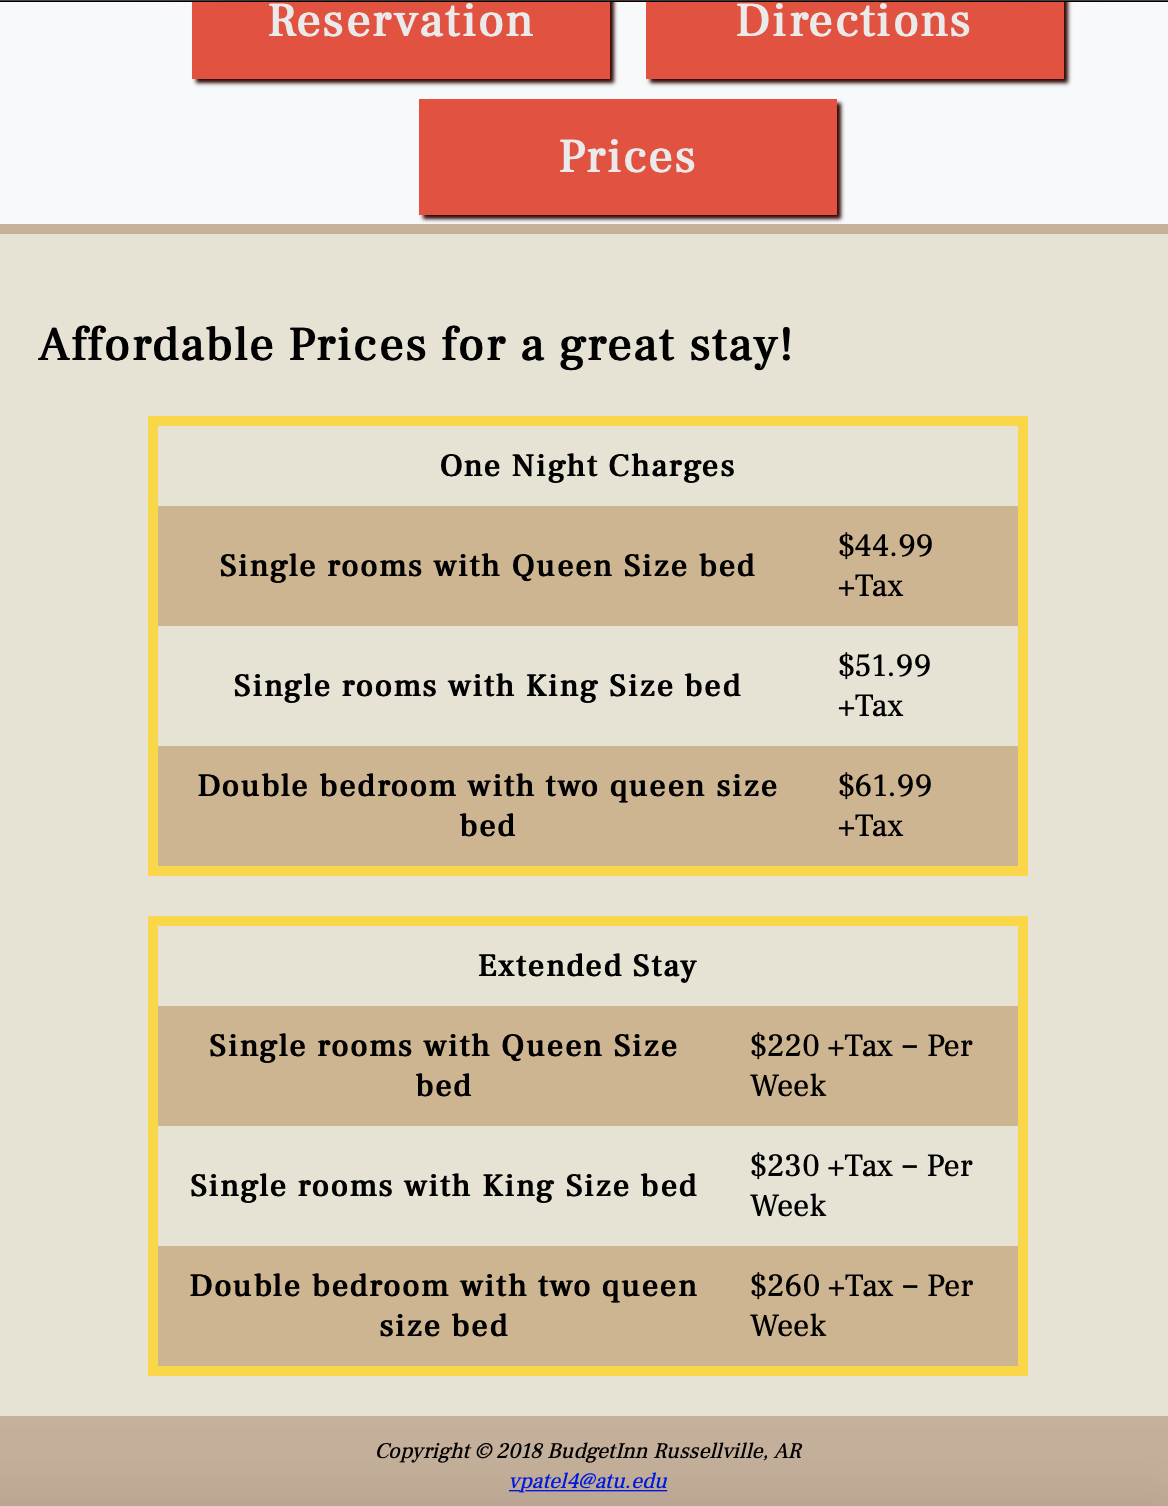 Reservation
Directions
Prices
Affordable Prices for a great stay!
One Night Charges
Single rooms with Queen Size bed
$44.99
+Tax
Single rooms with King Size bed
$51.99
+Tax
Double bedroom with two queen size
bed
$61.99
+Tax
Extended Stay
Single rooms with Queen Size
bed
$220 +Tax – Per
Week
Single rooms with King Size bed
$230 +Tax – Per
Week
Double bedroom with two queen
size bed
$260 +Tax – Per
Week
Copyright © 2018 BudgetInn Russellville, AR
vpatel4@atu.edu